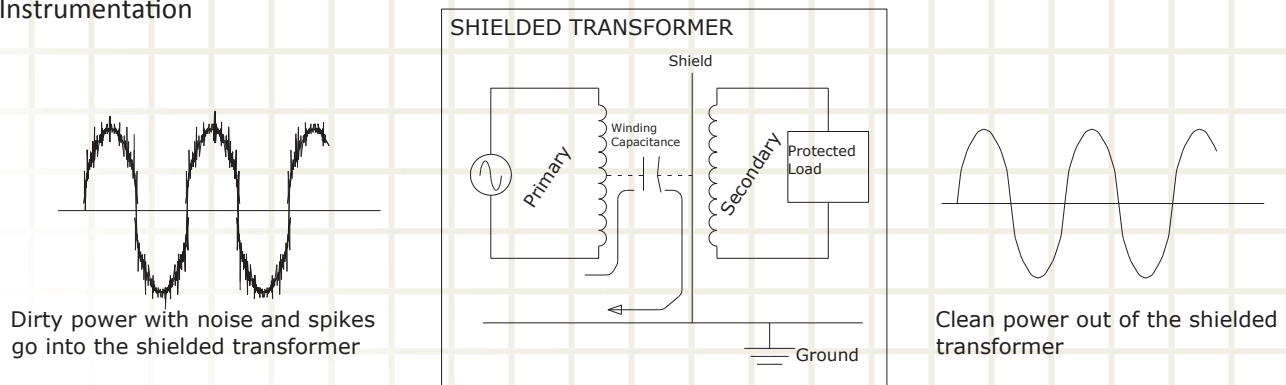 Instrumentation
SHIELDED TRANSFORMER
Shield
Winding
Capacitance
Primary
Secondary
Protected
Load
Ground
Dirty power with noise and spikes
go into the shielded transformer
Clean power out of the shielded
transformer